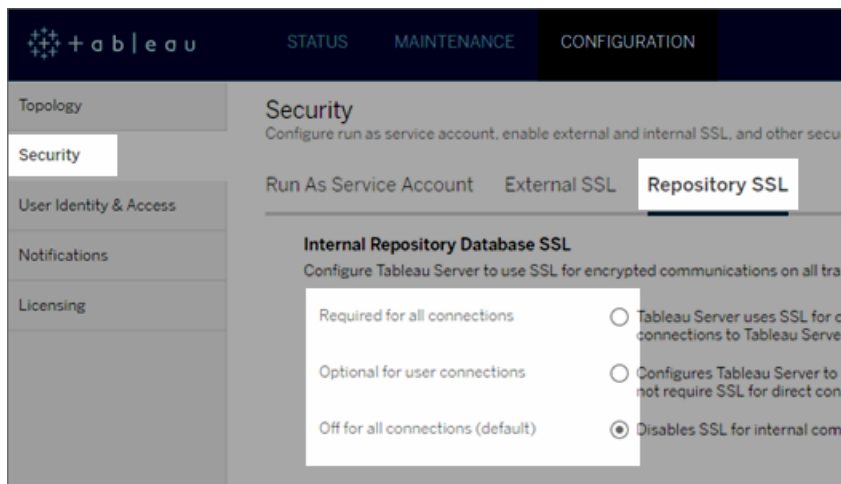 + a b | e a u
STATUS MAINTENANCE CONFIGURATION
Topology
Security
User Identity & Access
Notifications
Licensing
Security
Configure run as service account, enable external and internal SSL, and other secu
Run As Service Account External SSL Repository SSL
Internal Repository Database SSL
Configure Tableau Server to use SSL for encrypted communications on all tra
Required for all connections
Tableau Server uses SSL for c
connections to Tableau Serve
Optional for user connections
Configures Tableau Server to
not require SSL for direct con
Off for all connections (default)
Disables SSL for internal com